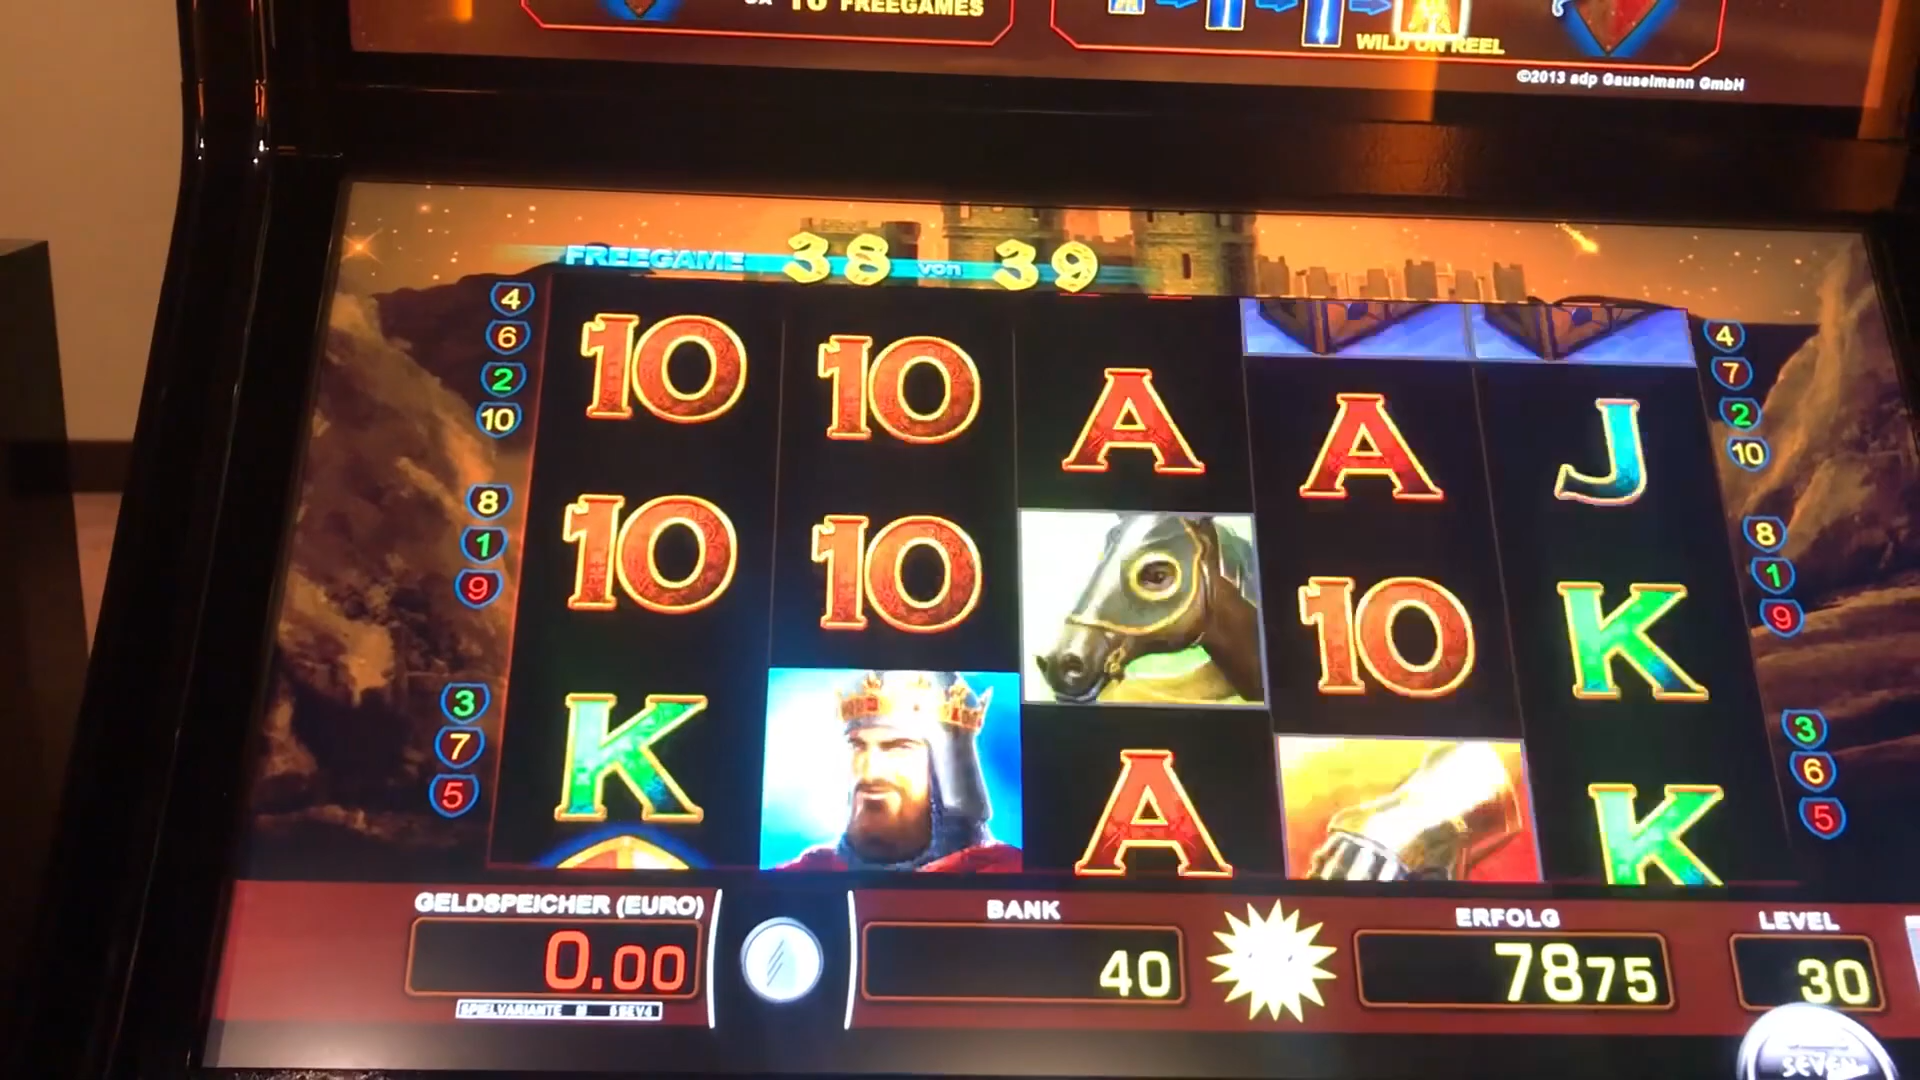 10 FREEGAMES
WILD ON REEL
©2013 adp Gauselmann GmbH
FREEGAME 38 von 39
4
6
2
10
8
1
9
3
7
5
10 10 A A J
10 10 10 K
K A K
4
7
2
10
8
1
9
3
6
5
GELDSPEICHER (EURO)
0.00
SPIELVARIANTE
BANK
40
ERFOLG
7875
LEVEL
30
SEVEN